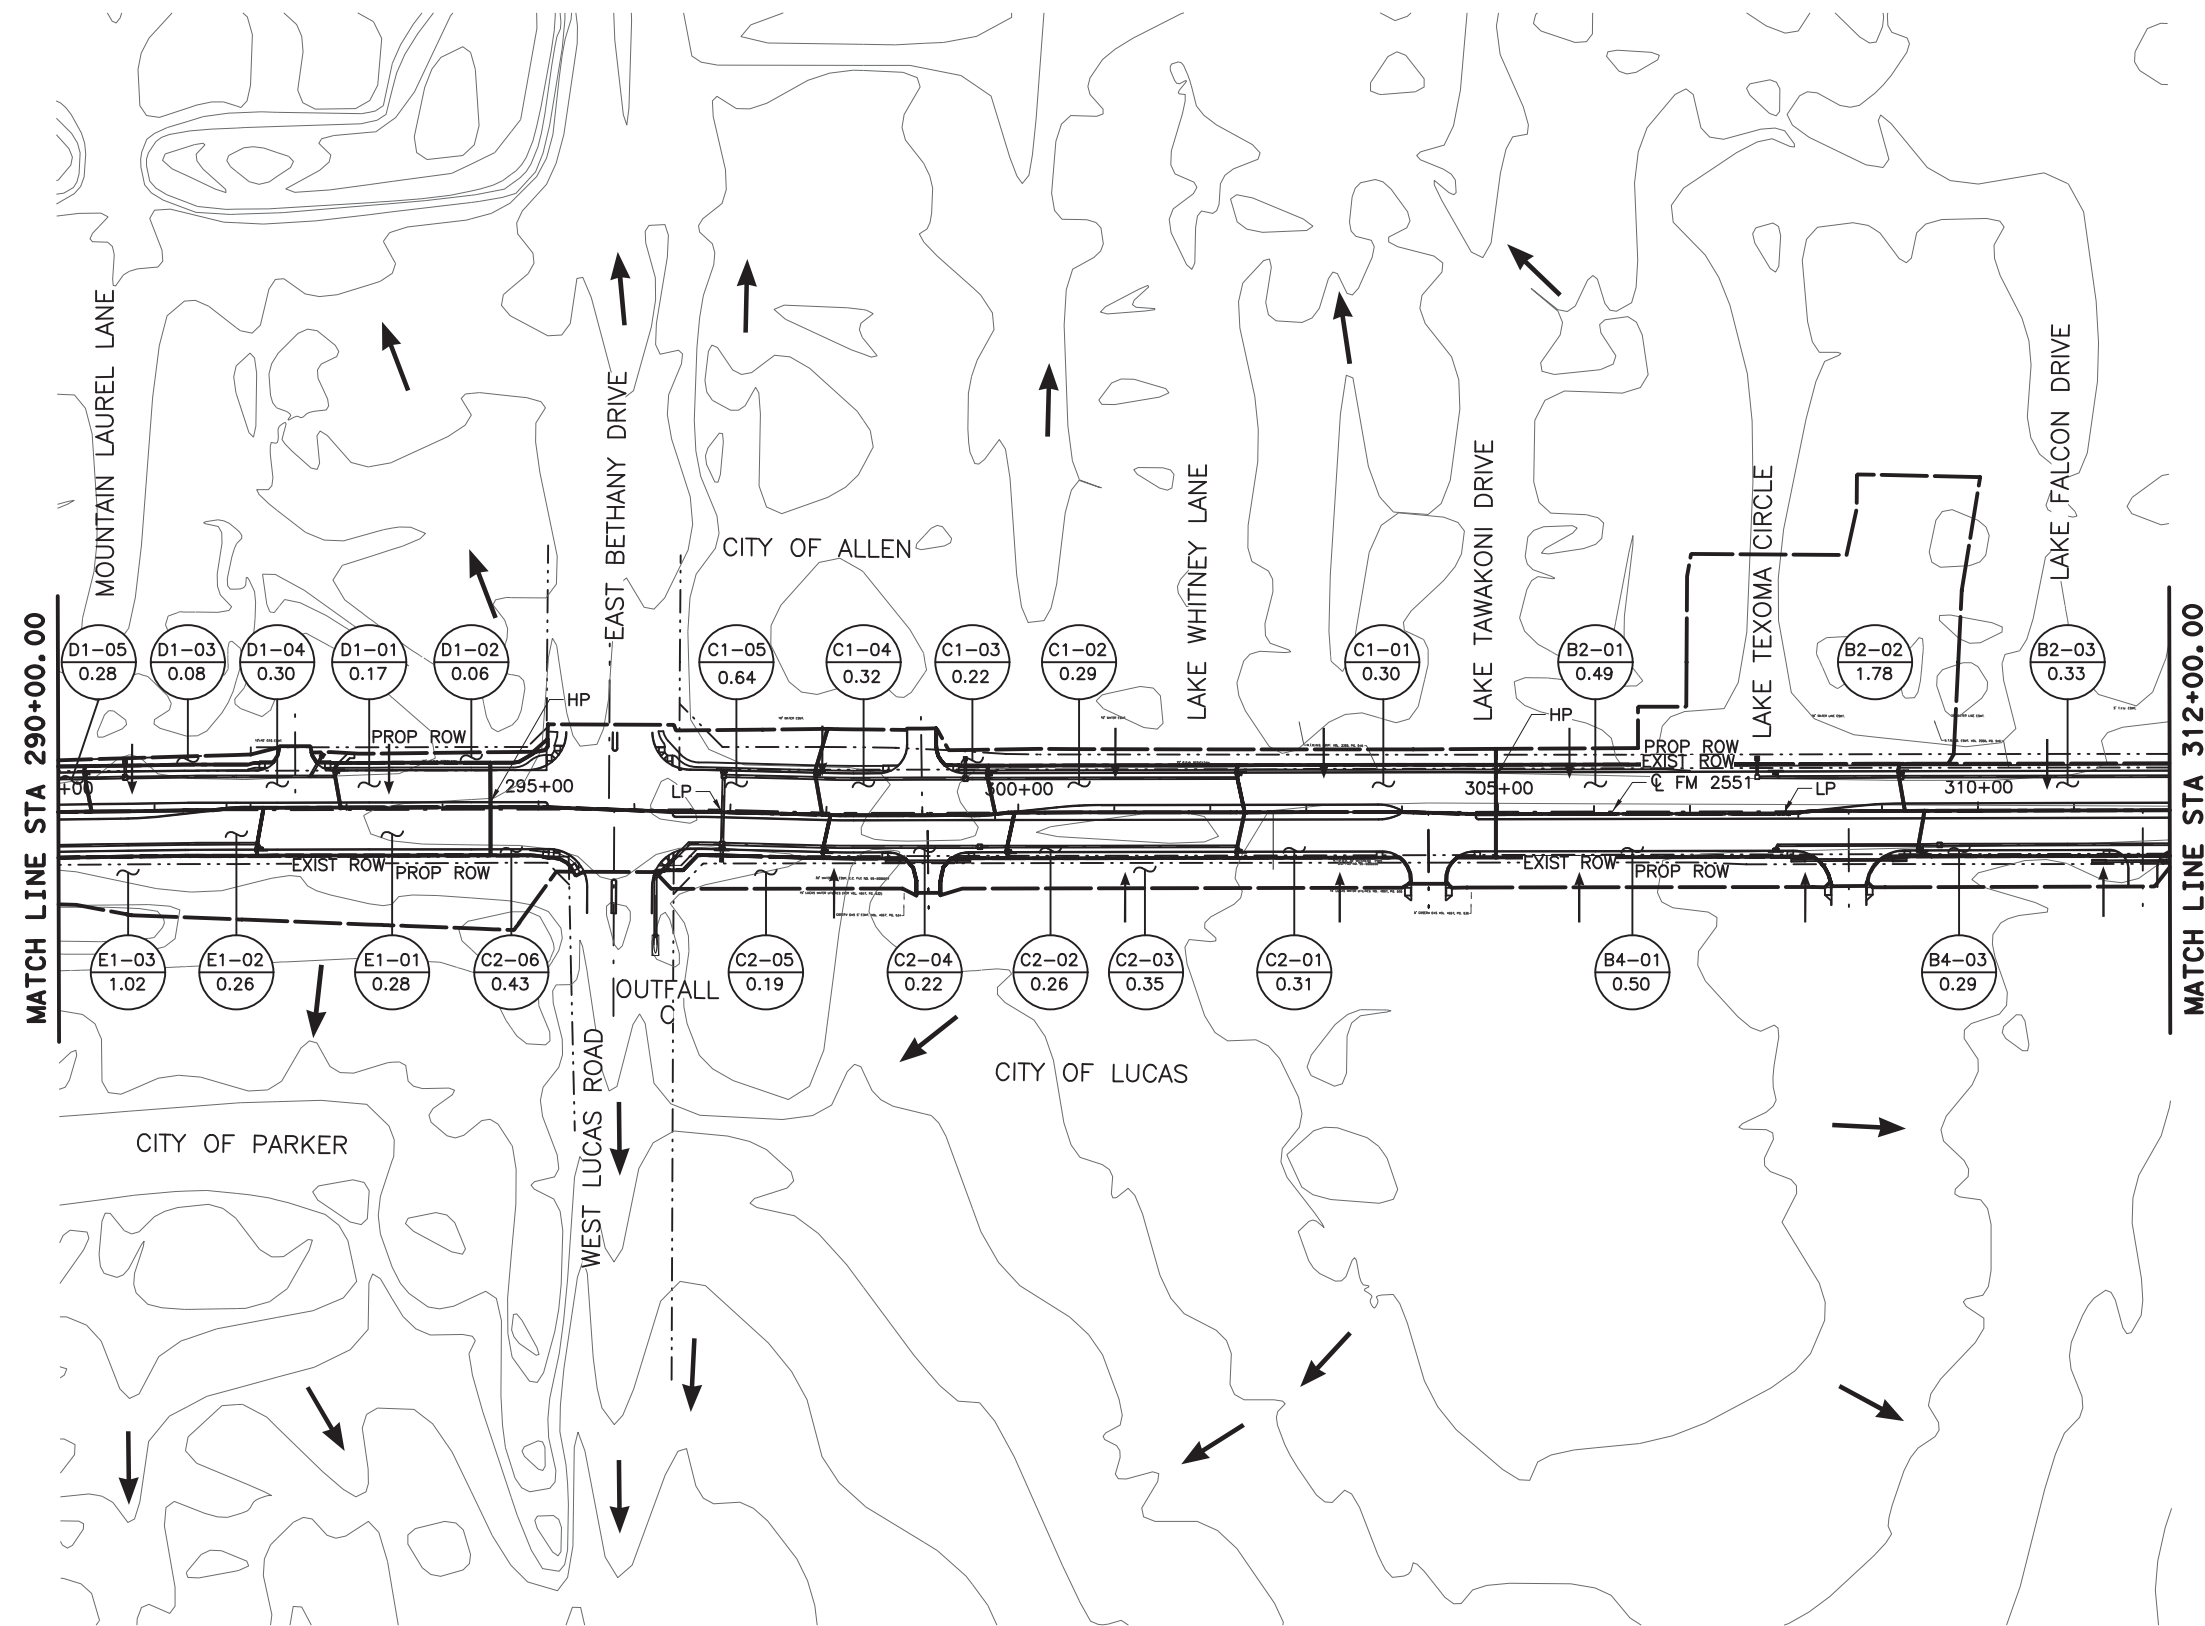 MOUNTAIN LAUREL LANE
EAST BETHANY DRIVE
LAKE WHITNEY LANE
LAKE TAWAKONI DRIVE
LAKE TEXOMA CIRCLE
LAKE FALCON DRIVE
CITY OF ALLEN
MATCH LINE STA 290+00.00
MATCH LINE STA 312+00.00
D1-05
0.28
D1-03
0.08
D1-04
0.30
D1-01
0.17
D1-02
0.06
C1-05
0.64
C1-04
0.32
C1-03
0.22
C1-02
0.29
C1-01
0.30
B2-01
0.49
B2-02
1.78
B2-03
0.33
HP
HP
PROP ROW
PROP ROW
EXIST ROW
+00
295+00
LP
300+00
305+00
℄ FM 2551
LP
310+00
EXIST ROW
PROP ROW
EXIST ROW
PROP ROW
E1-03
1.02
E1-02
0.26
E1-01
0.28
C2-06
0.43
C2-05
0.19
C2-04
0.22
C2-02
0.26
C2-03
0.35
C2-01
0.31
B4-01
0.50
B4-03
0.29
OUTFALL
C
WEST LUCAS ROAD
CITY OF LUCAS
CITY OF PARKER